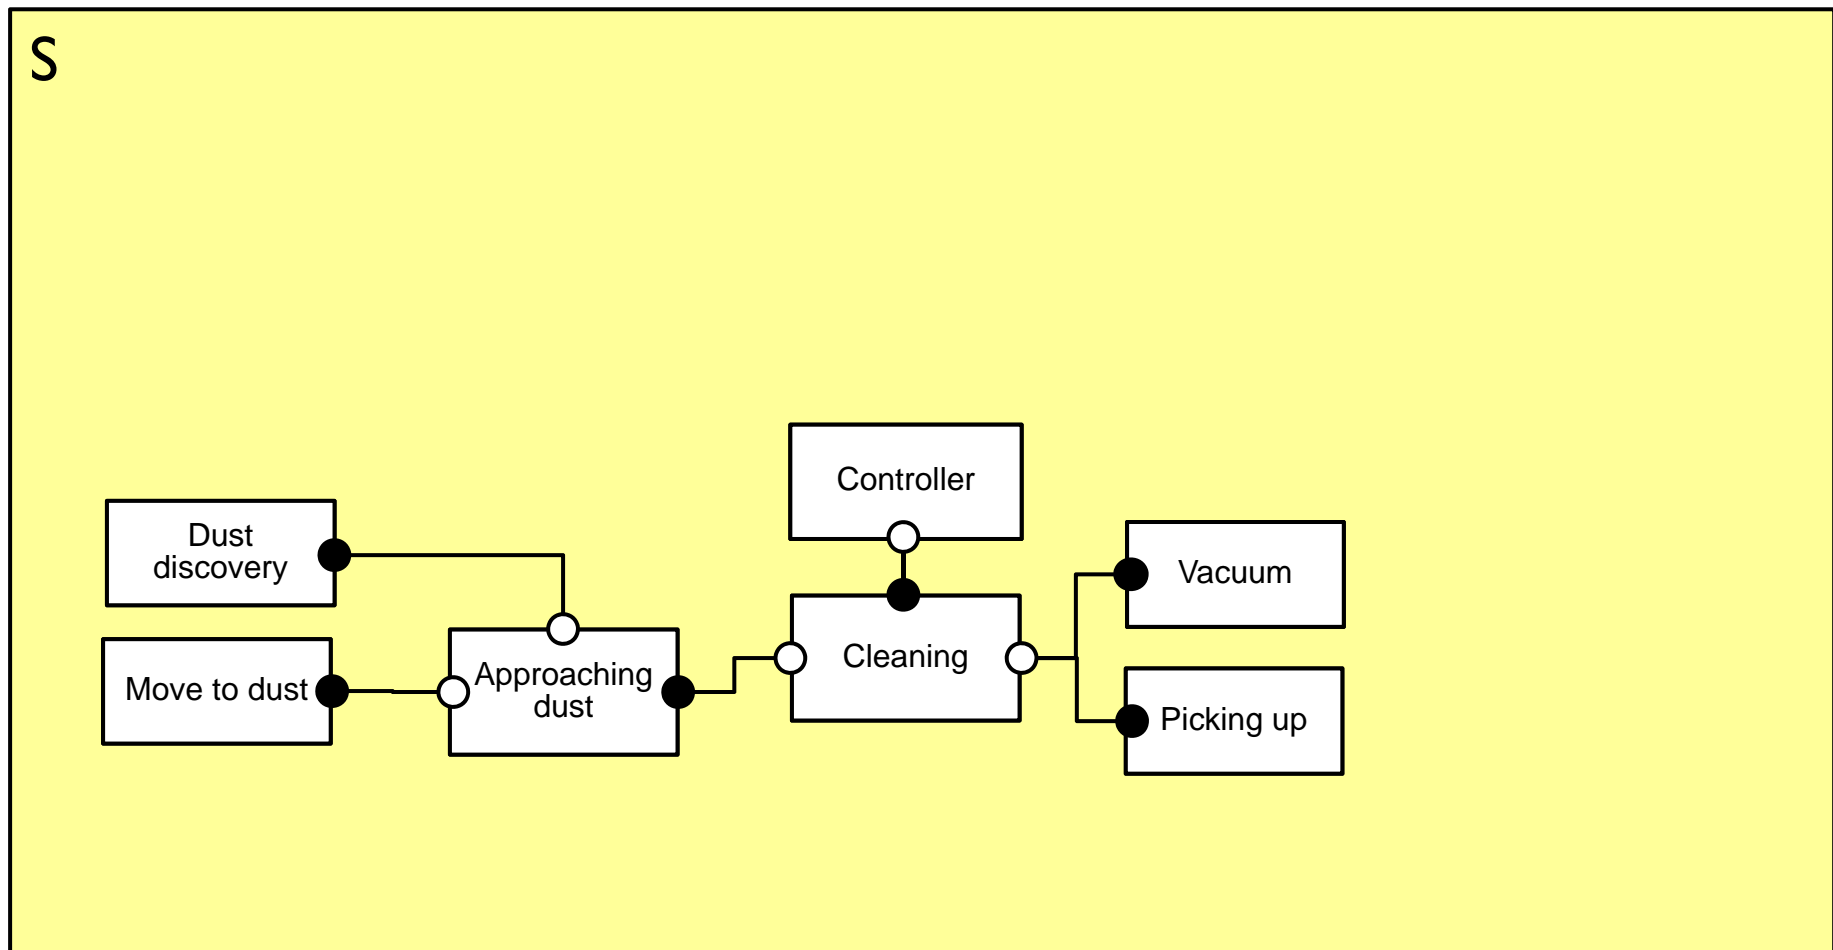 S
Controller
Dust
discovery
Vacuum
Cleaning
Approaching
dust
Move to dust
Picking up